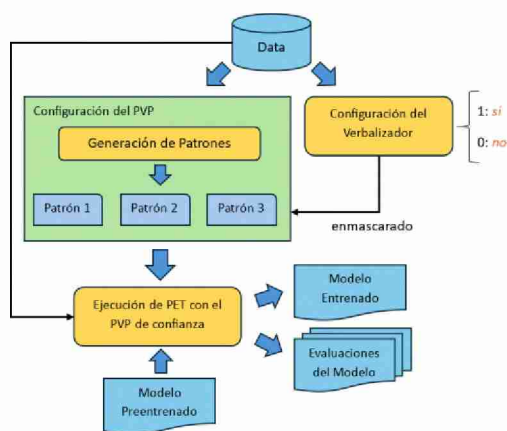 Data
Configuración del PVP
Generación de Patrones
Patrón 1
Patrón 2
Patrón 3
Configuración del
Verbalizador
1: si
0: no
enmascarado
Ejecución de PET con el
PVP de confianza
Modelo
Entrenado
Evaluaciones
del Modelo
Modelo
Preentrenado